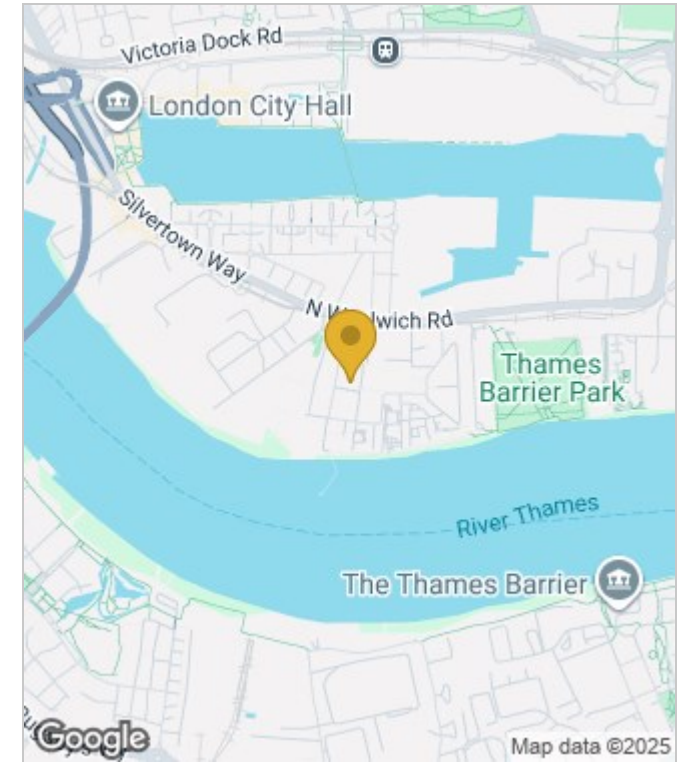 Victoria Dock Rd
London City Hall
Silvertown Way
N Woolwich Rd
Thames
Barrier Park
River Thames
The Thames Barrier
Google
Map data ©2025